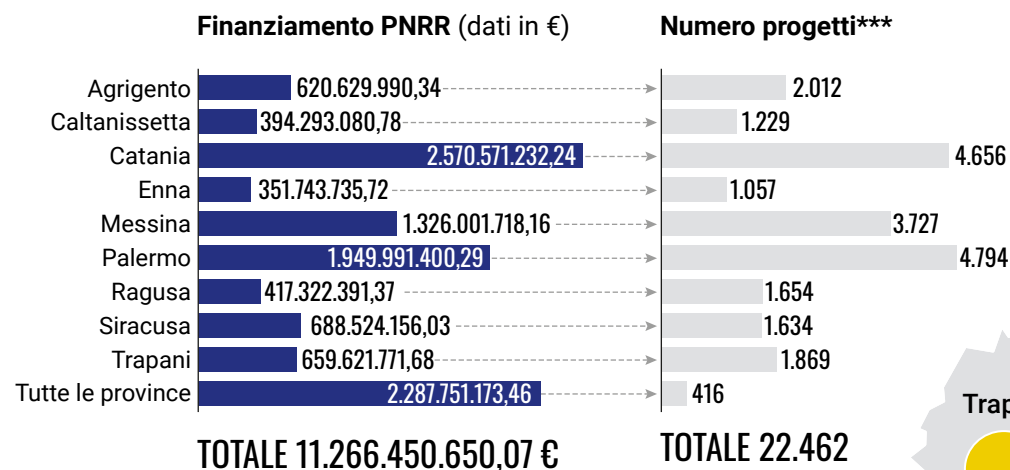 Finanziamento PNRR (dati in €) Numero progetti***
Agrigento 620.629.990,34 2.012
Caltanissetta 394.293.080,78 1.229
Catania 2.570.571.232,24 4.656
Enna 351.743.735,72 1.057
Messina 1.326.001.718,16 3.727
Palermo 1.949.991.400,29 4.794
Ragusa 417.322.391,37 1.654
Siracusa 688.524.156,03 1.634
Trapani 659.621.771,68 1.869
Tutte le province 2.287.751.173,46 416
Trap
TOTALE 11.266.450.650,07 € TOTALE 22.462